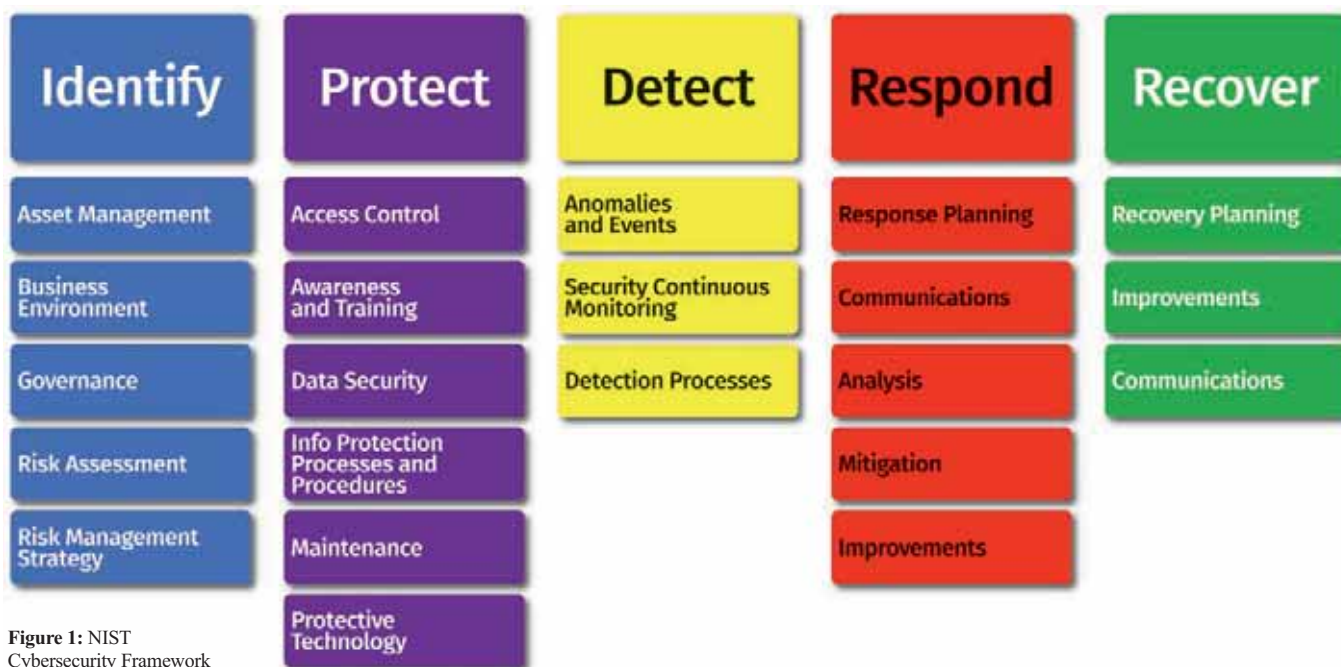 Identify
Protect
Detect
Respond
Recover
Asset Management
Business
Environment
Governance
Risk Assessment
Risk Management
Strategy
Access Control
Awareness
and Training
Data Security
Info Protection
Processes and
Procedures
Maintenance
Protective
Technology
Anomalies
and Events
Security Continuous
Monitoring
Detection Processes
Response Planning
Communications
Analysis
Mitigation
Improvements
Recovery Planning
Improvements
Communications
Figure 1: NIST
Cybersecurity Framework